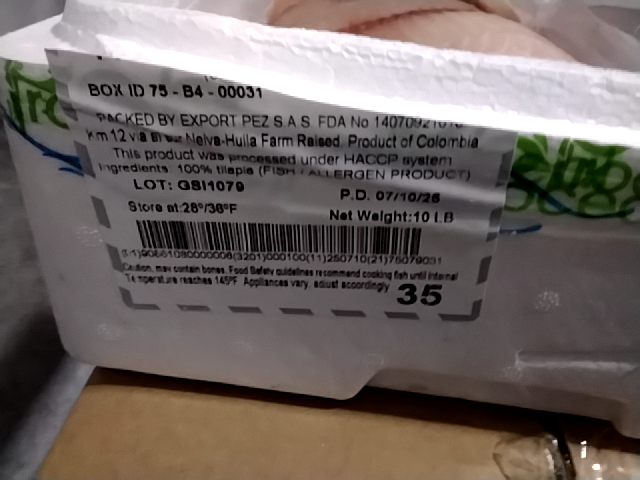 BOX ID 75 - B4 - 00031
PACKED BY EXPORT PEZ S.A.S. FDA No
Km 12 via al sur Neiva-Huila Farm Raised. Product of Colombia
This product was processed under HACCP system
Ingredients 100% tilapia (FISH / ALLERGEN PRODUCT)
LOT: QSI1079
P.D. 07/10/25
Store at:28°/36°F
Net Weight:10 LB
Caution, may contain bones. Food Safety guidelines recommend cooking fish until internal
Temperature reaches 145°F Appliances vary, adjust accordingly
35